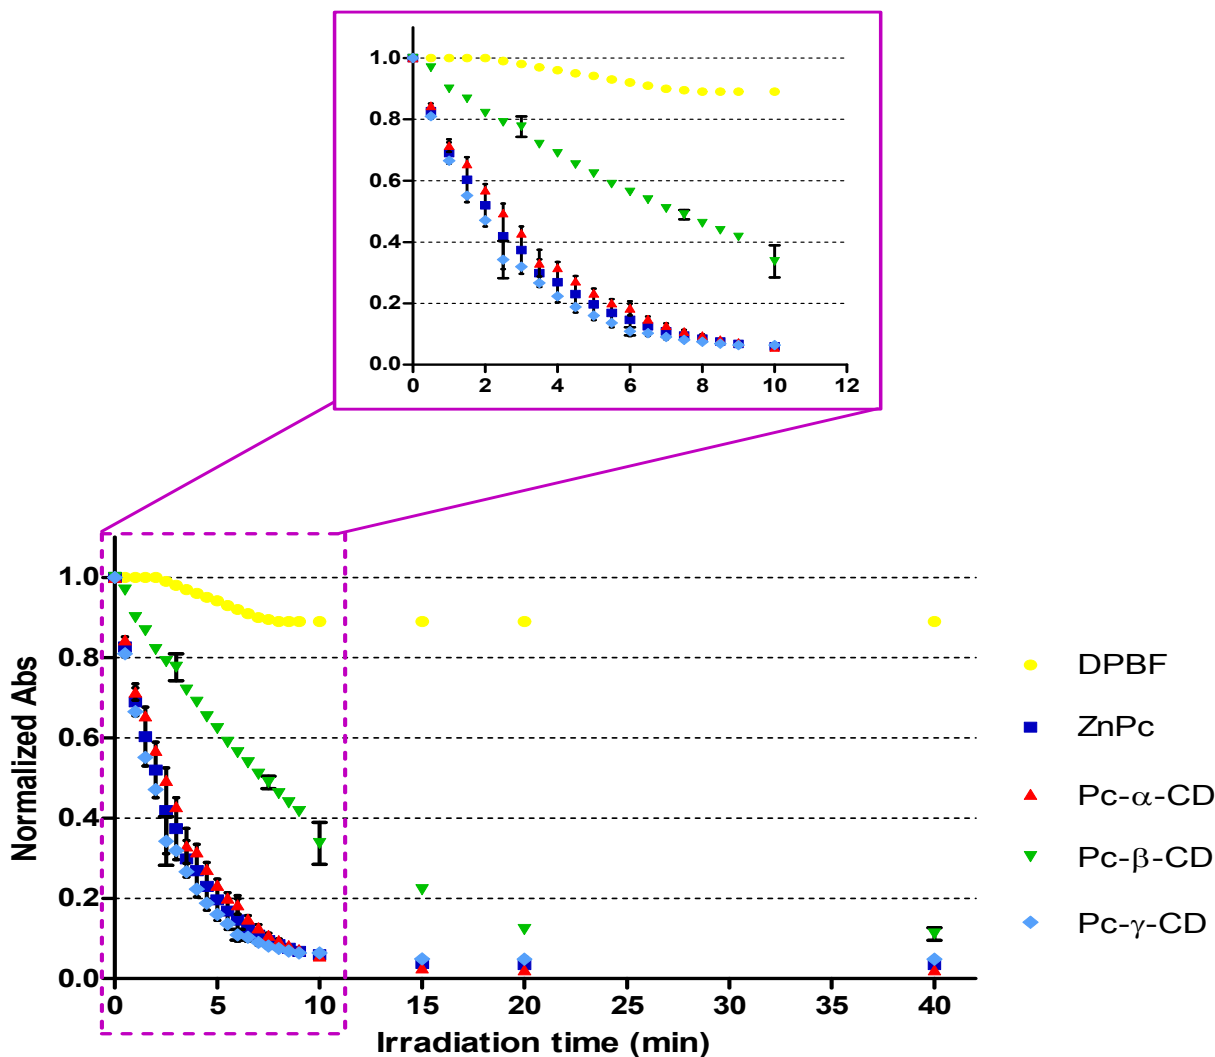 1.0
0.8
0.6
0.4
0.2
0.0
0 2 4 6 8 10 12
Normalized Abs
1.0
0.8
0.6
0.4
0.2
0.0
0 5 10 15 20 25 30 35 40
Irradiation time (min)
DPBF
ZnPc
Pc-α-CD
Pc-β-CD
Pc-γ-CD